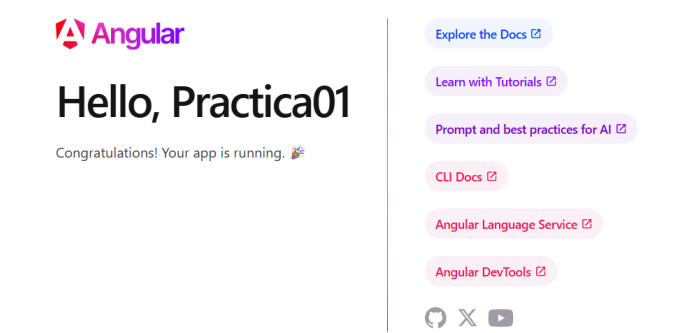 Angular
Hello, Practica01
Congratulations! Your app is running. 🎉
Explore the Docs
Learn with Tutorials
Prompt and best practices for AI
CLI Docs
Angular Language Service
Angular DevTools